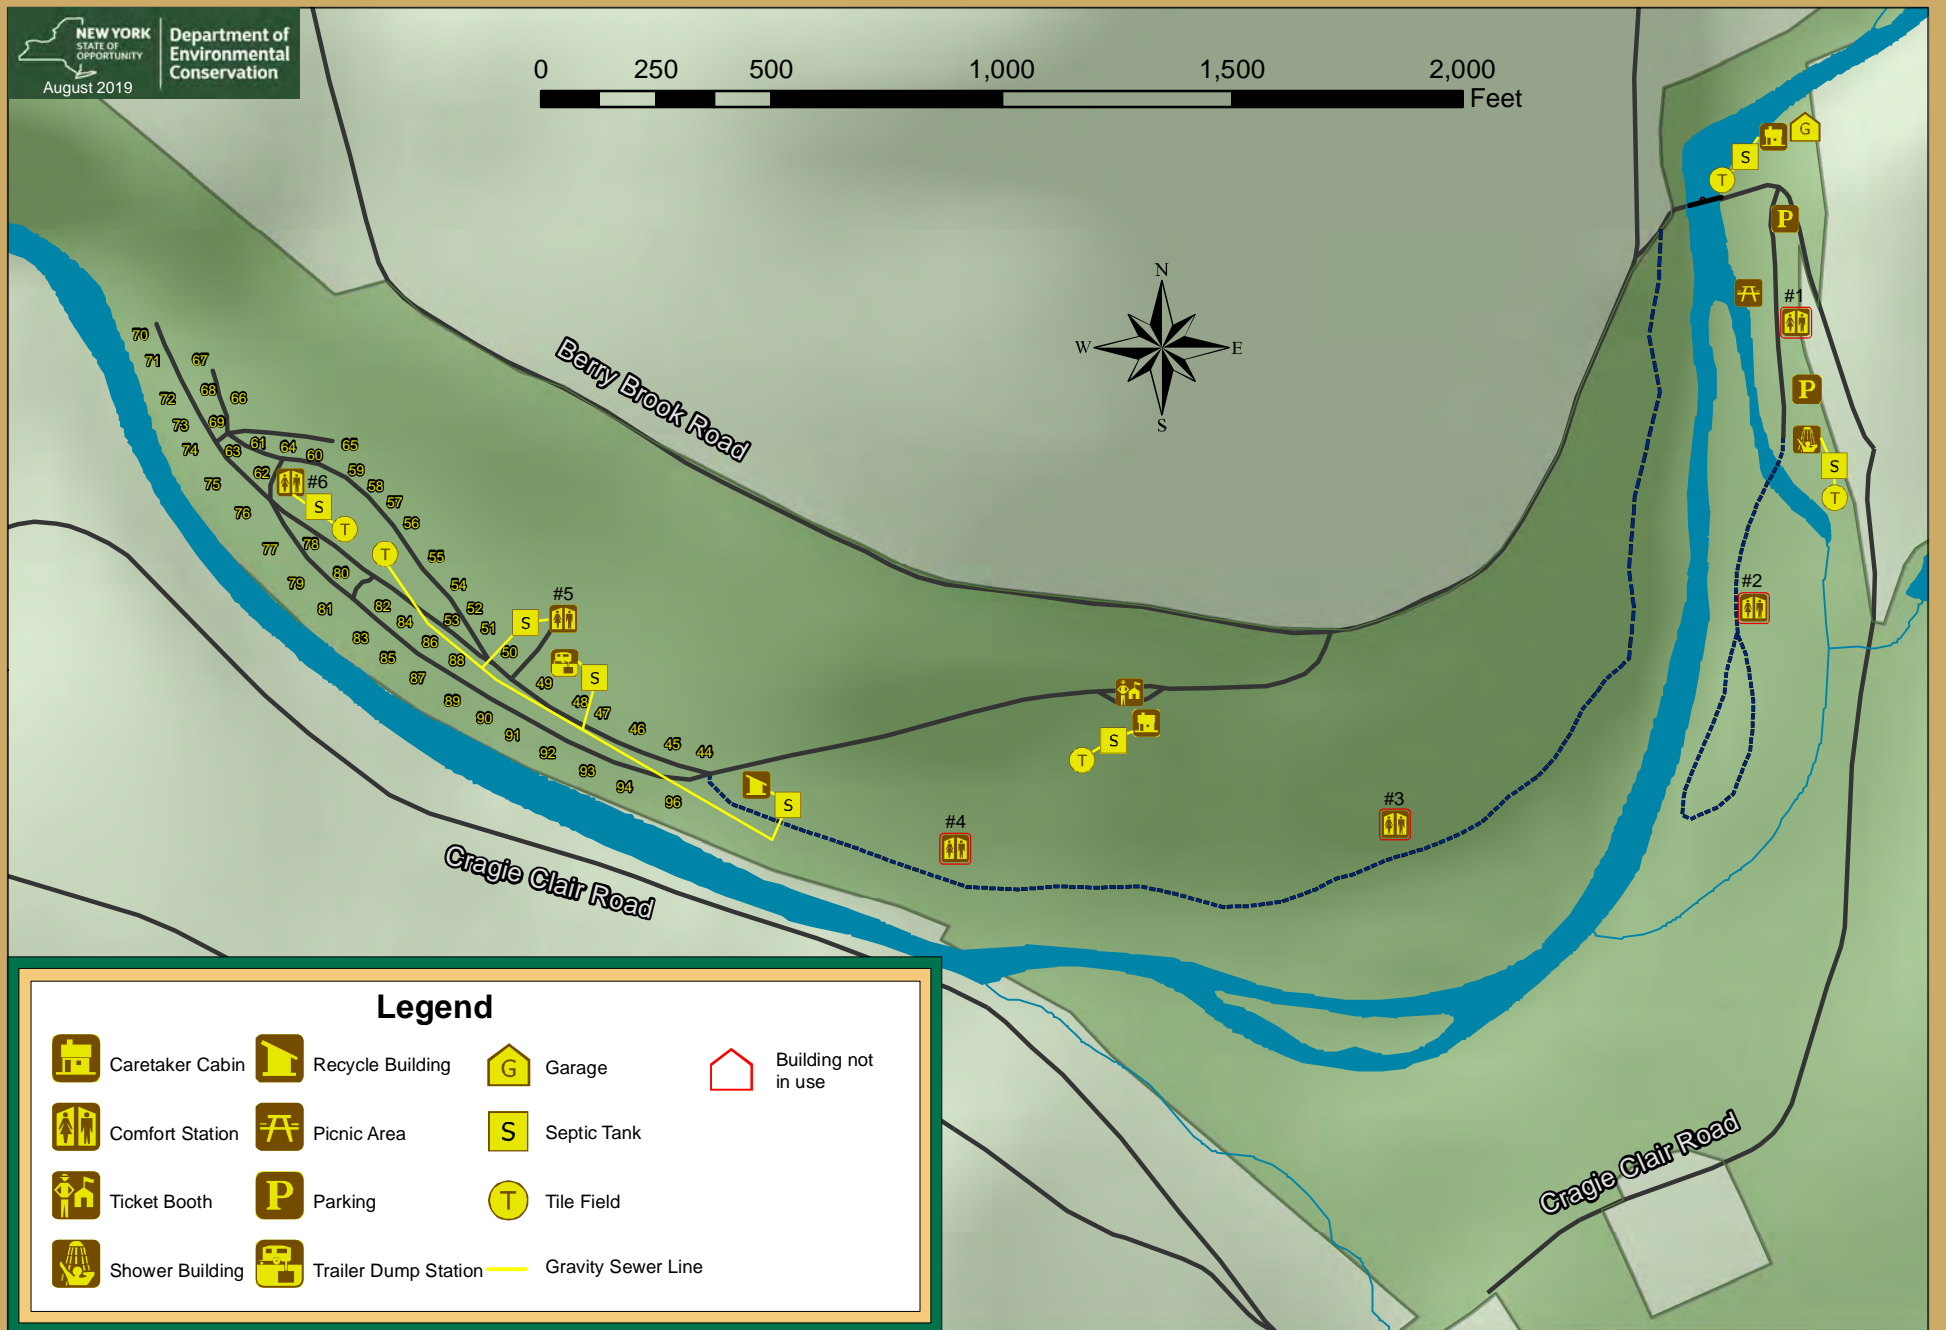 NEW YORK
STATE OF
OPPORTUNITY
Department of
Environmental
Conservation
August 2019
0 250 500 1,000 1,500 2,000
Feet
G
S
T
P
N
W E
S
#1
P
S
T
Berry Brook Road
70
71
67
72
68
66
73
69
74
63
61
64
60
65
75
62
#6
59
58
57
56
S
T
T
76
77
78
55
79
80
54
81
82
84
53
52
51
#5
S
83
86
50
85
88
87
49
S
89
48
47
90
46
91
45
44
92
93
94
96
S
#2
S
T
#3
#4
Cragie Clair Road
Cragie Clair Road
Legend
Caretaker Cabin
Recycle Building
G
Garage
Building not
in use
Comfort Station
Picnic Area
S
Septic Tank
Ticket Booth
P
Parking
T
Tile Field
Shower Building
Trailer Dump Station
Gravity Sewer Line